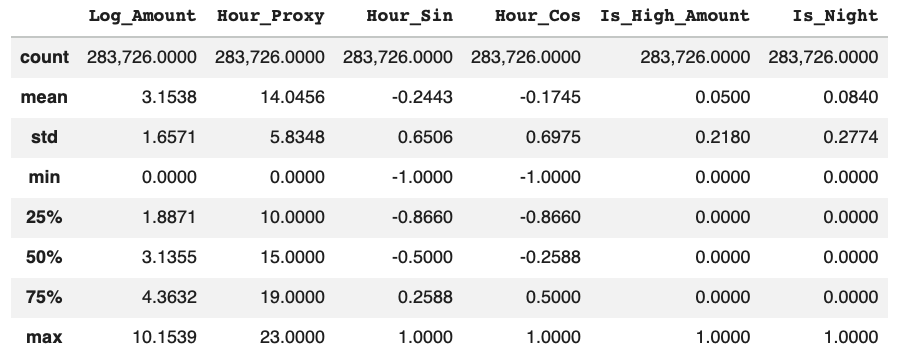 Log_Amount Hour_Proxy Hour_Sin Hour_Cos Is_High_Amount Is_Night
count 283,726.0000 283,726.0000 283,726.0000 283,726.0000 283,726.0000 283,726.0000
mean 3.1538 14.0456 -0.2443 -0.1745 0.0500 0.0840
std 1.6571 5.8348 0.6506 0.6975 0.2180 0.2774
min 0.0000 0.0000 -1.0000 -1.0000 0.0000 0.0000
25% 1.8871 10.0000 -0.8660 -0.8660 0.0000 0.0000
50% 3.1355 15.0000 -0.5000 -0.2588 0.0000 0.0000
75% 4.3632 19.0000 0.2588 0.5000 0.0000 0.0000
max 10.1539 23.0000 1.0000 1.0000 1.0000 1.0000